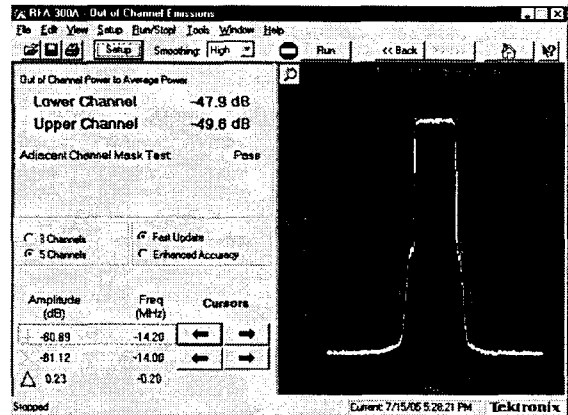 RFA 300A - Out of Channel Emissions
File Edit View Setup Run/Stop! Tools Window Help
Setup Smoothing: High Run << Back
Out of Channel Power to Average Power
Lower Channel -47.9 dB
Upper Channel -49.6 dB
Adjacent Channel Mask Test: Pass
3 Channels Fast Update
5 Channels Enhanced Accuracy
Amplitude (dB) Freq (MHz) Cursors
-80.89 -14.20
-81.12 -14.00
Δ 0.23 -0.20
Stopped Current: 7/15/05 5:28:21 PM Tektronix